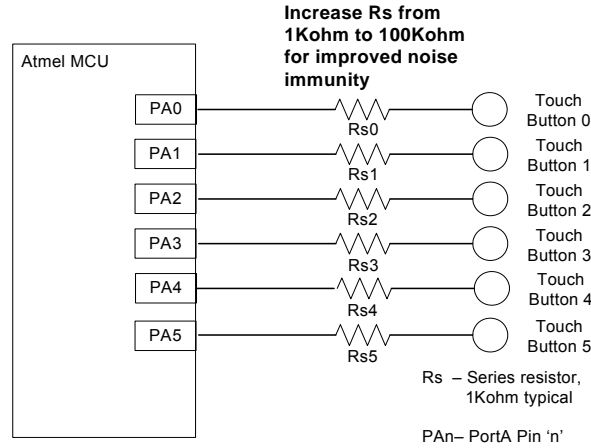 Increase Rs from
1Kohm to 100Kohm
for improved noise
immunity
Atmel MCU
PA0
Rs0
Touch
Button 0
PA1
Rs1
Touch
Button 1
PA2
Rs2
Touch
Button 2
PA3
Rs3
Touch
Button 3
PA4
Rs4
Touch
Button 4
PA5
Rs5
Touch
Button 5
Rs – Series resistor,
1Kohm typical
PAn– PortA Pin 'n'